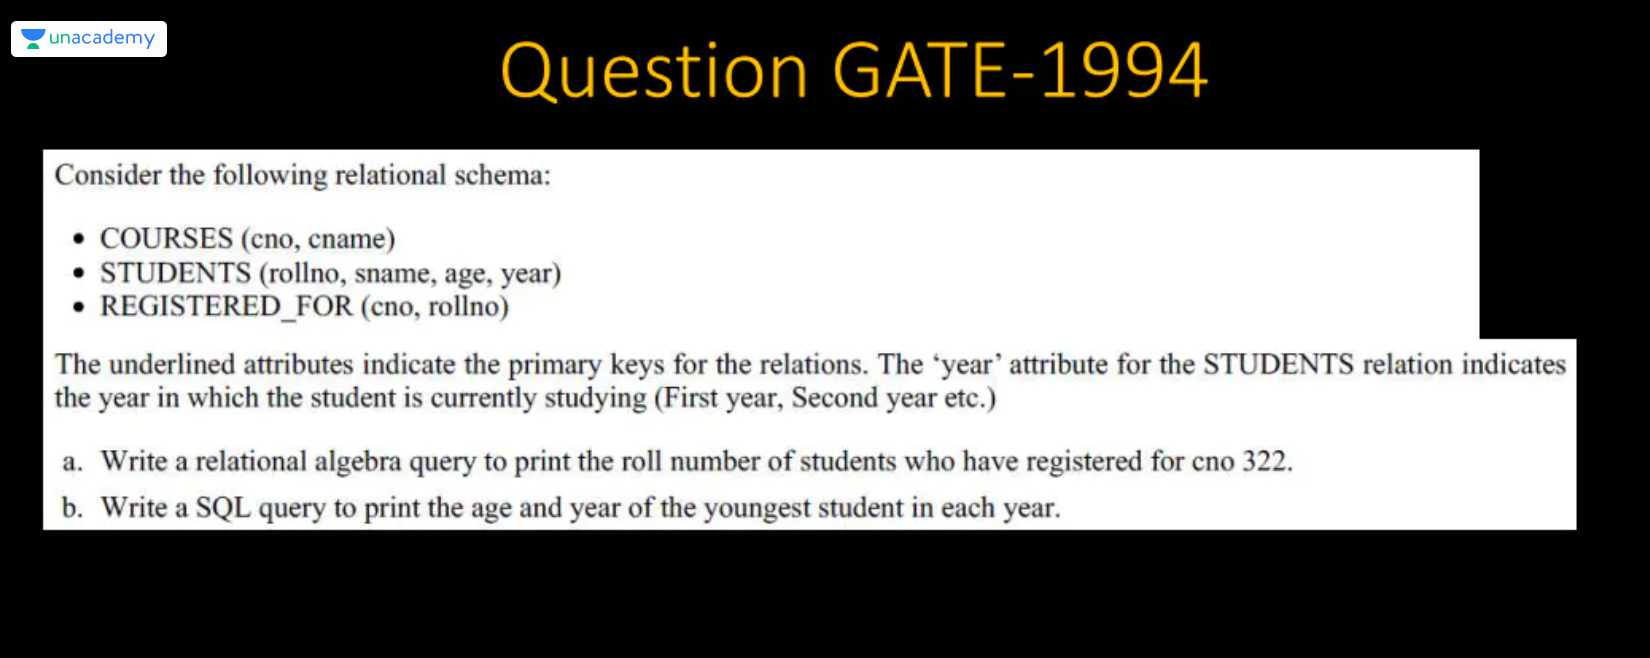 unacademy
Question GATE-1994
Consider the following relational schema:
• COURSES (cno, cname)
• STUDENTS (rollno, sname, age, year)
• REGISTERED_FOR (cno, rollno)
The underlined attributes indicate the primary keys for the relations. The ‘year’ attribute for the STUDENTS relation indicates
the year in which the student is currently studying (First year, Second year etc.)
a. Write a relational algebra query to print the roll number of students who have registered for cno 322.
b. Write a SQL query to print the age and year of the youngest student in each year.